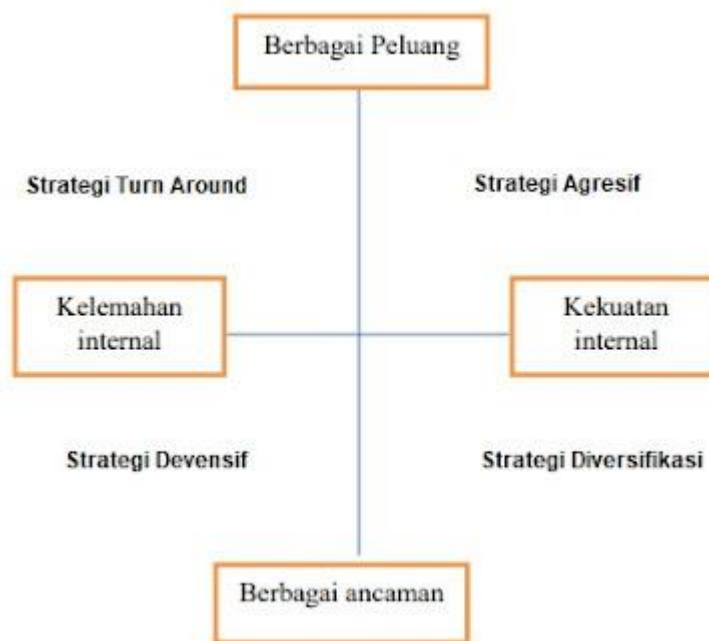 Berbagai Peluang
Strategi Turn Around
Strategi Agresif
Kelemahan
internal
Kekuatan
internal
Strategi Devensif
Strategi Diversifikasi
Berbagai ancaman